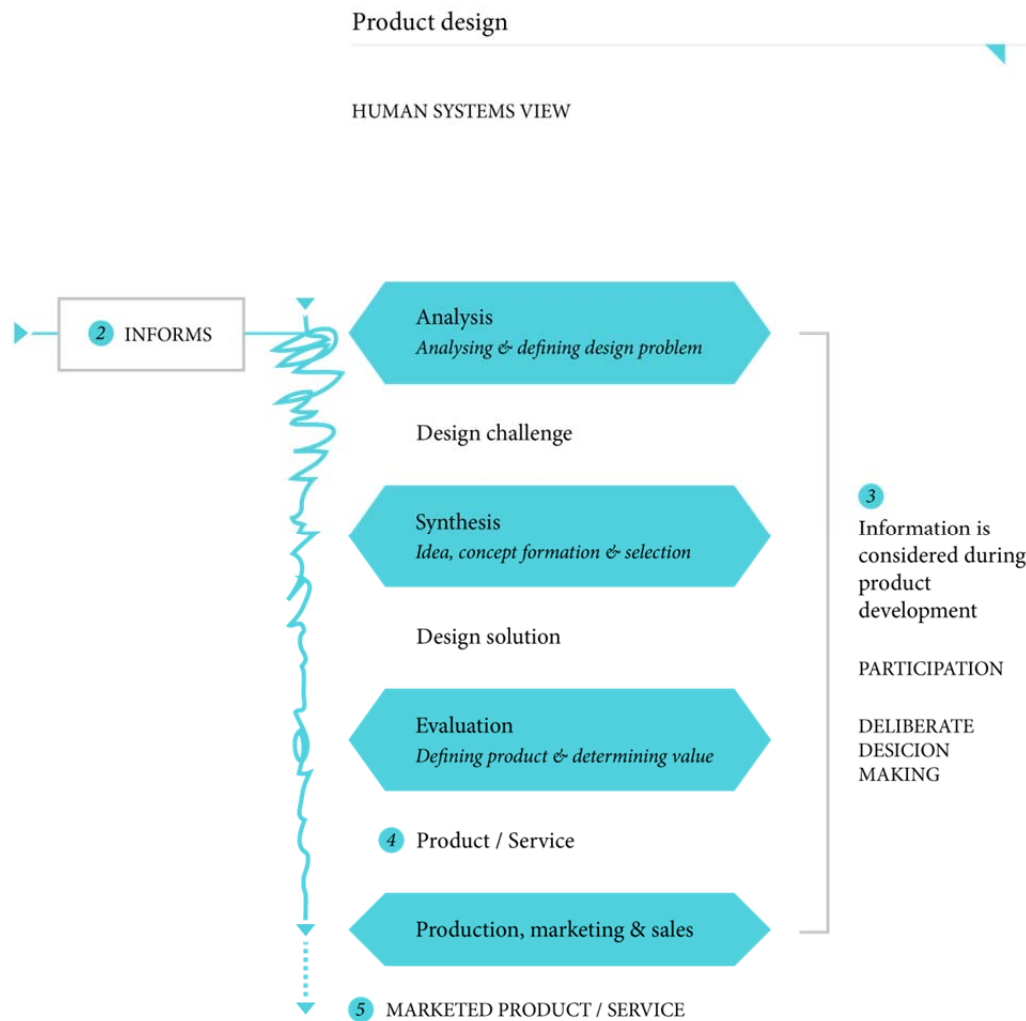 Product design
HUMAN SYSTEMS VIEW
2 INFORMS
Analysis
Analysing & defining design problem
Design challenge
Synthesis
Idea, concept formation & selection
Design solution
Evaluation
Defining product & determining value
4 Product / Service
Production, marketing & sales
5 MARKETED PRODUCT / SERVICE
3
Information is
considered during
product
development
PARTICIPATION
DELIBERATE
DESICION
MAKING